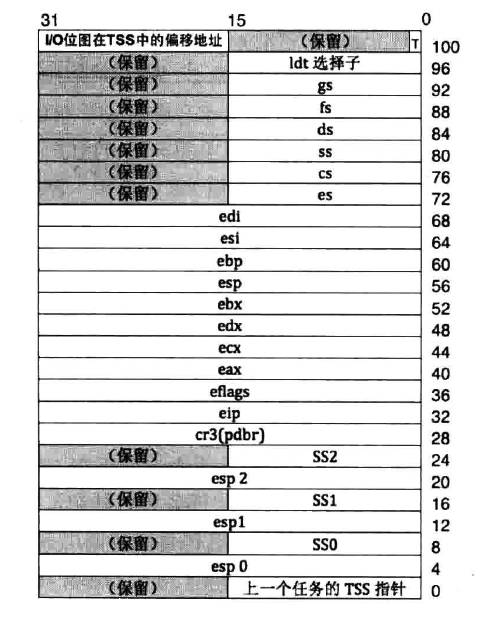 31 15 0
I/O位图在TSS中的偏移地址 （保留） T 100
（保留） ldt 选择子 96
（保留） gs 92
（保留） fs 88
（保留） ds 84
（保留） ss 80
（保留） cs 76
（保留） es 72
edi 68
esi 64
ebp 60
esp 56
ebx 52
edx 48
ecx 44
eax 40
eflags 36
eip 32
cr3(pdbr) 28
（保留） SS2 24
esp 2 20
（保留） SS1 16
esp1 12
（保留） SS0 8
esp 0 4
（保留） 上一个任务的 TSS 指针 0